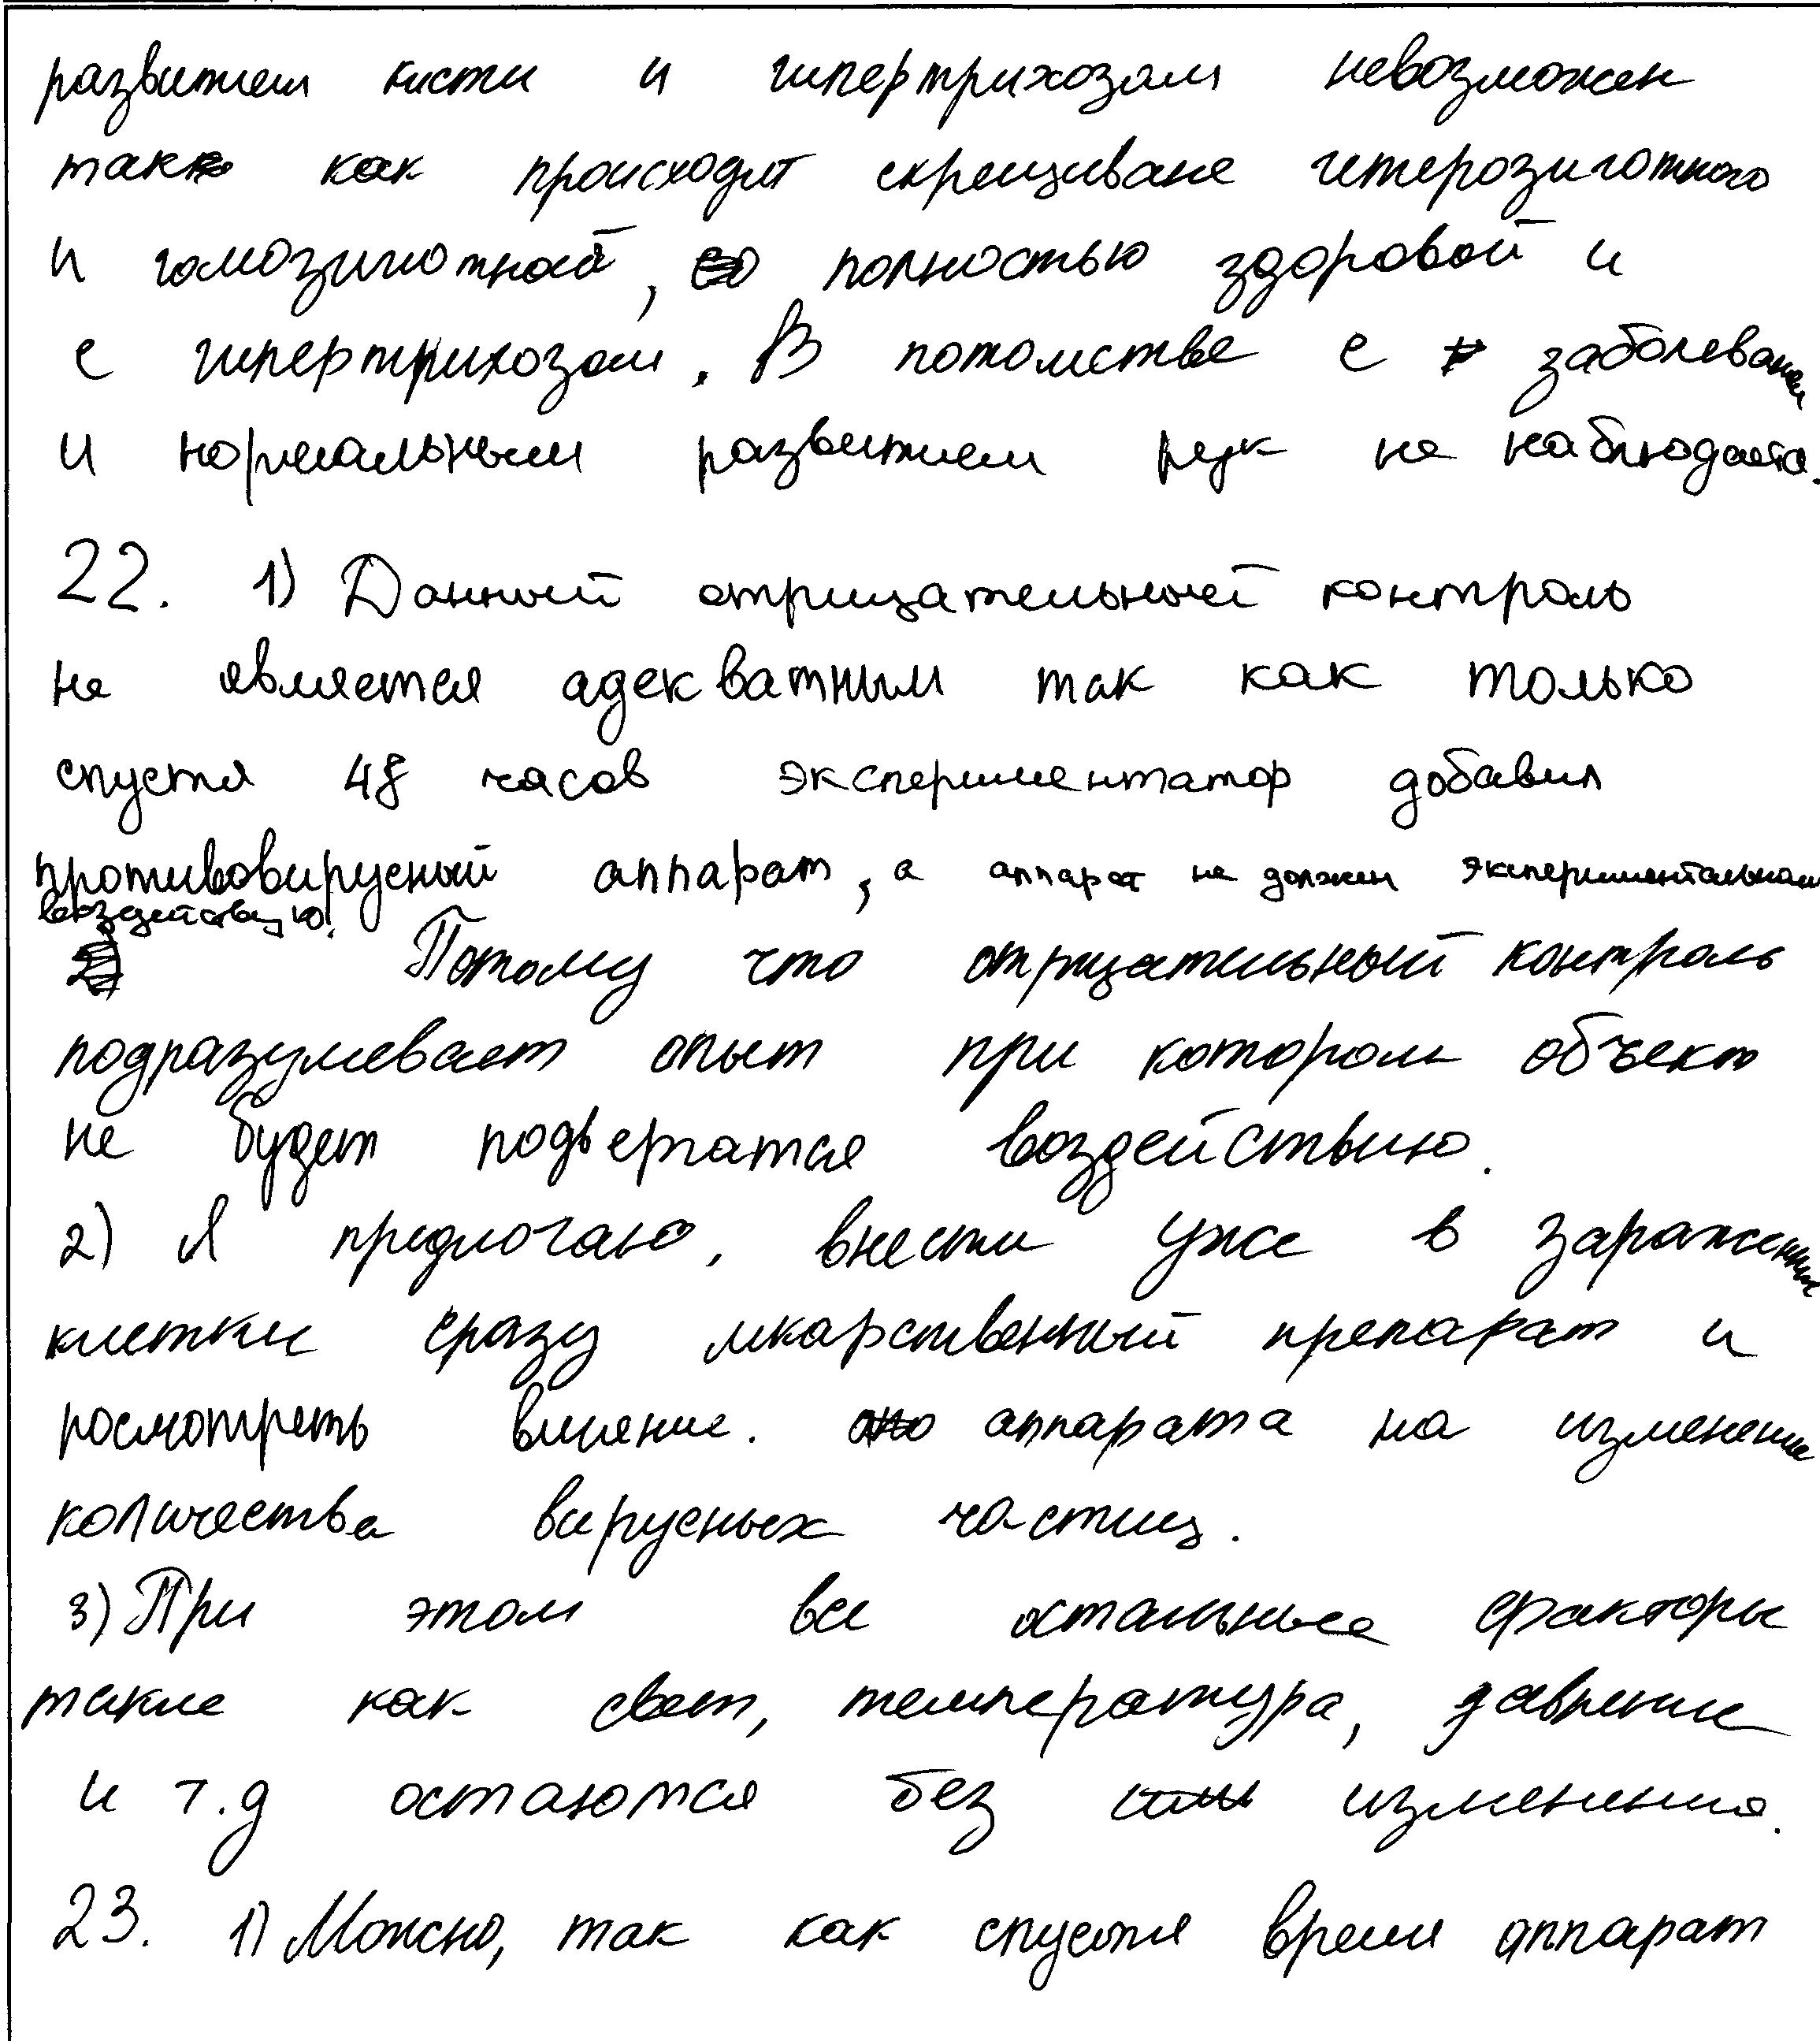 развитием кисти и гипертрихозом невозможен
так как происходит скрещиване гетерозиготного
и гомозиготной, полностью здоровой и
с гипертрихозом. В потомстве с заболеванем
и нормальным развитием рук не наблюдается.
22. 1) Данный отрицательный контроль
не является адекватным так как только
спустя 48 часов экспериментатор добавил
противовирусный аппарат, а аппарат не должен экспериментальном
воздействую.
Потому что отрицательный контроль
подразумевает опыт при котором объект
не будет подвергатся воздействию.
2) Я предлогаю, внести уже в зараженные
клетки сразу лекарственный препарат и
посмотреть влияние. аппарата на изменение
количества вирусных частиц.
3) При этом все остальные факторы
такие как свет, температура, давление
и т.д остаются без изменения.
23. 1) Можно, так как спустя время аппарат